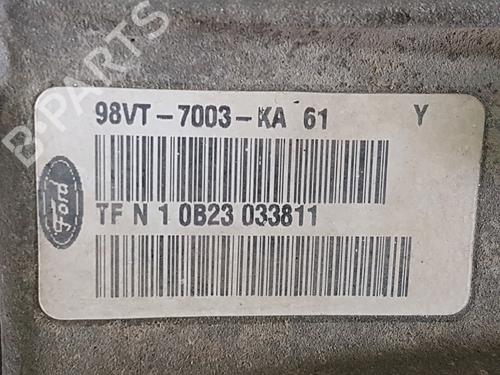 B-PARTS
98VT-7003-KA 61 Y
Ford
TF N 1 0B23 033811